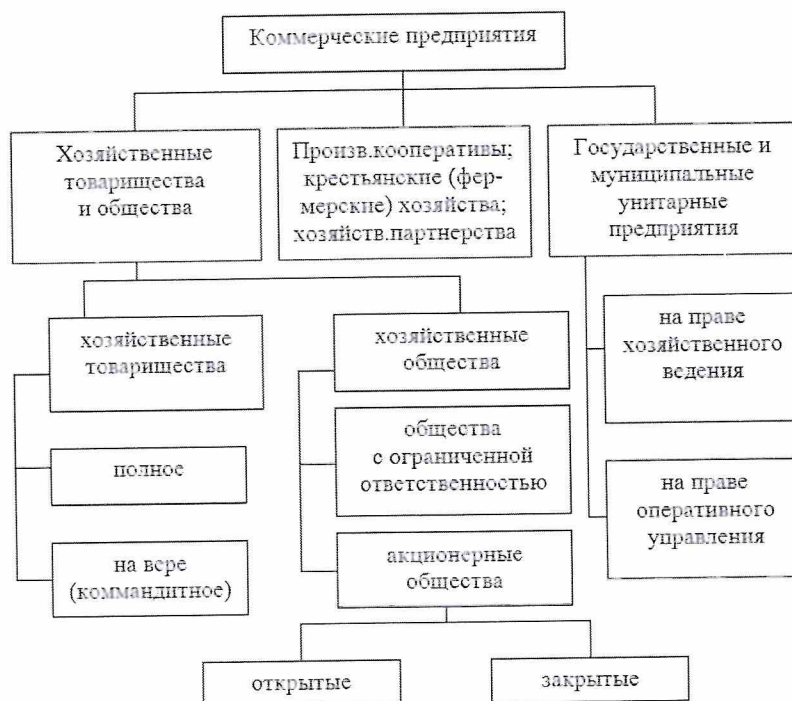 Коммерческие предприятия
Хозяйственные
товарищества
и общества
Произв.кооперативы;
крестьянские (фер-
мерские) хозяйства;
хозяйств.партнерства
Государственные и
муниципальные
унитарные
предприятия
хозяйственные
товарищества
хозяйственные
общества
на праве
хозяйственного
ведения
полное
общества
с ограниченной
ответственностью
на праве
оперативного
управления
на вере
(коммандитное)
акционерные
общества
открытые
закрытые